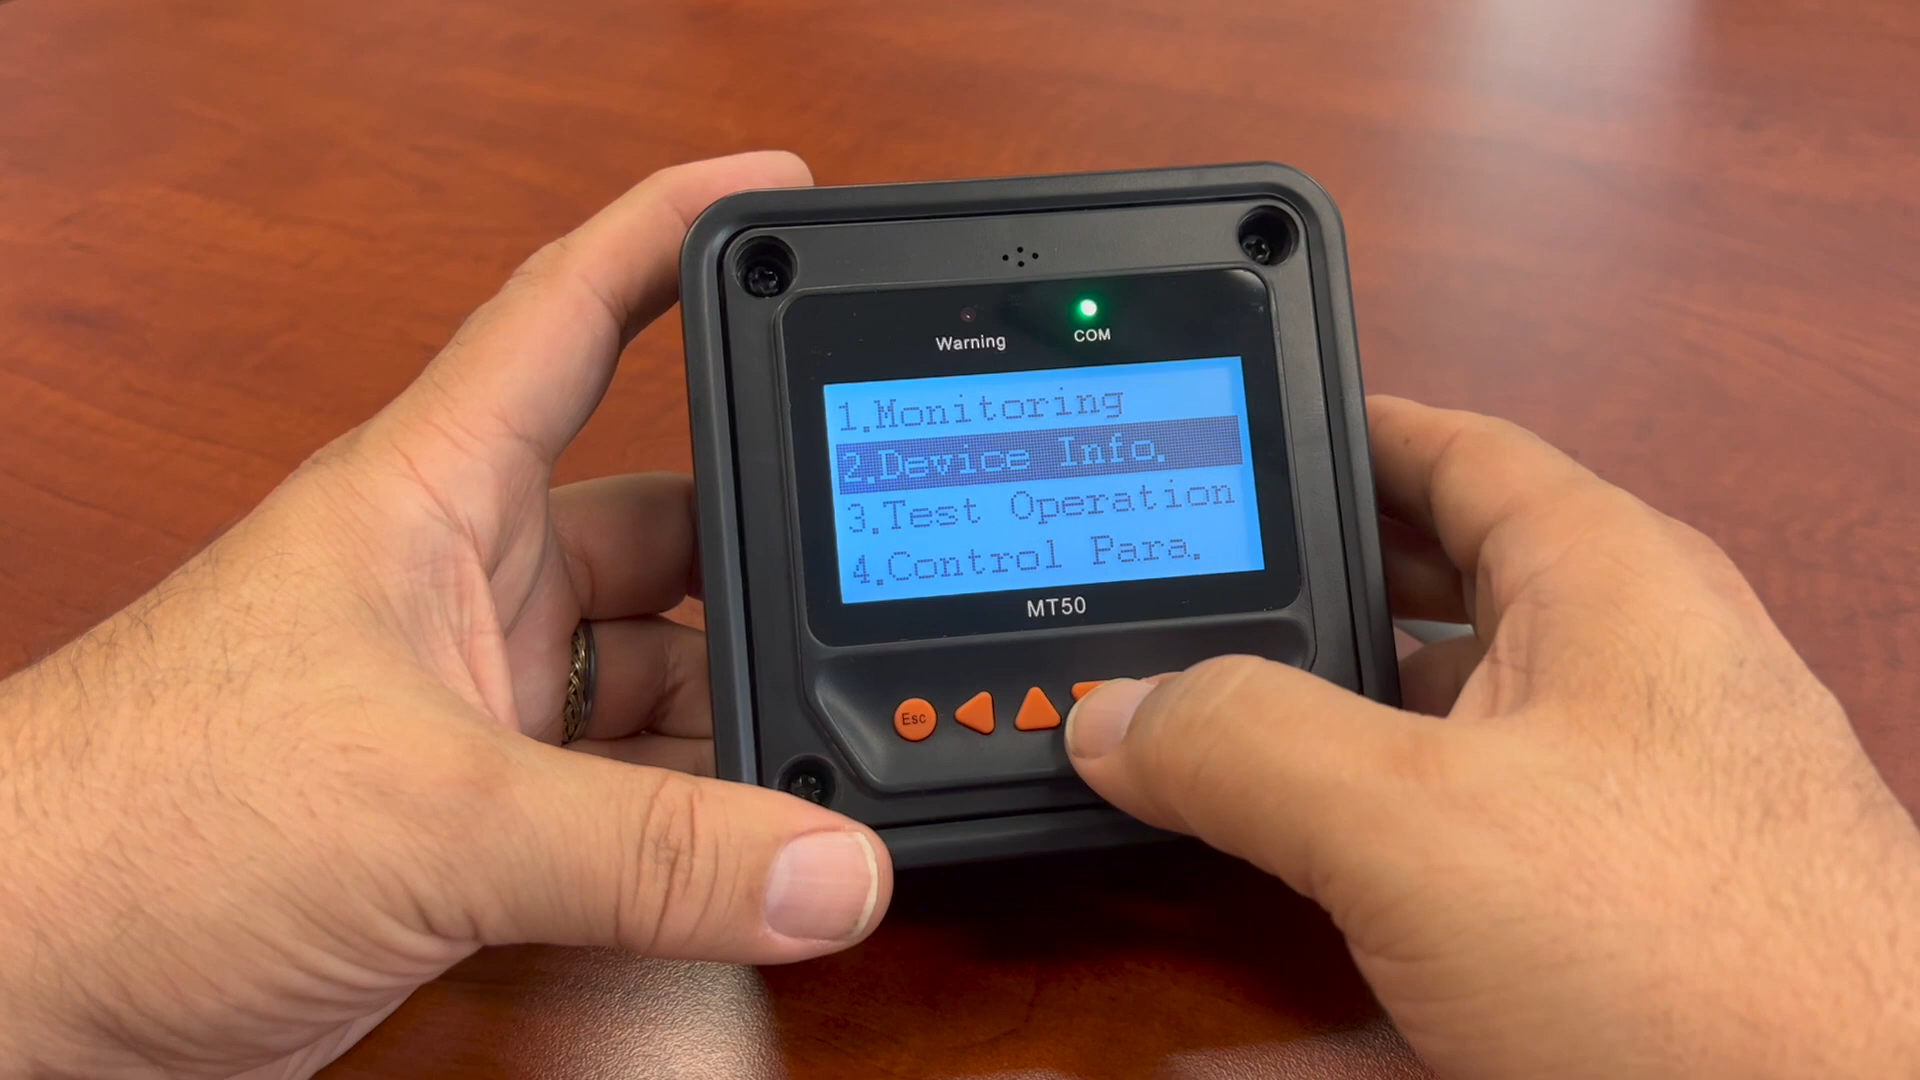 Warning
COM
1.Monitoring
2.Device Info.
3.Test Operation
4.Control Para.
MT50
Esc